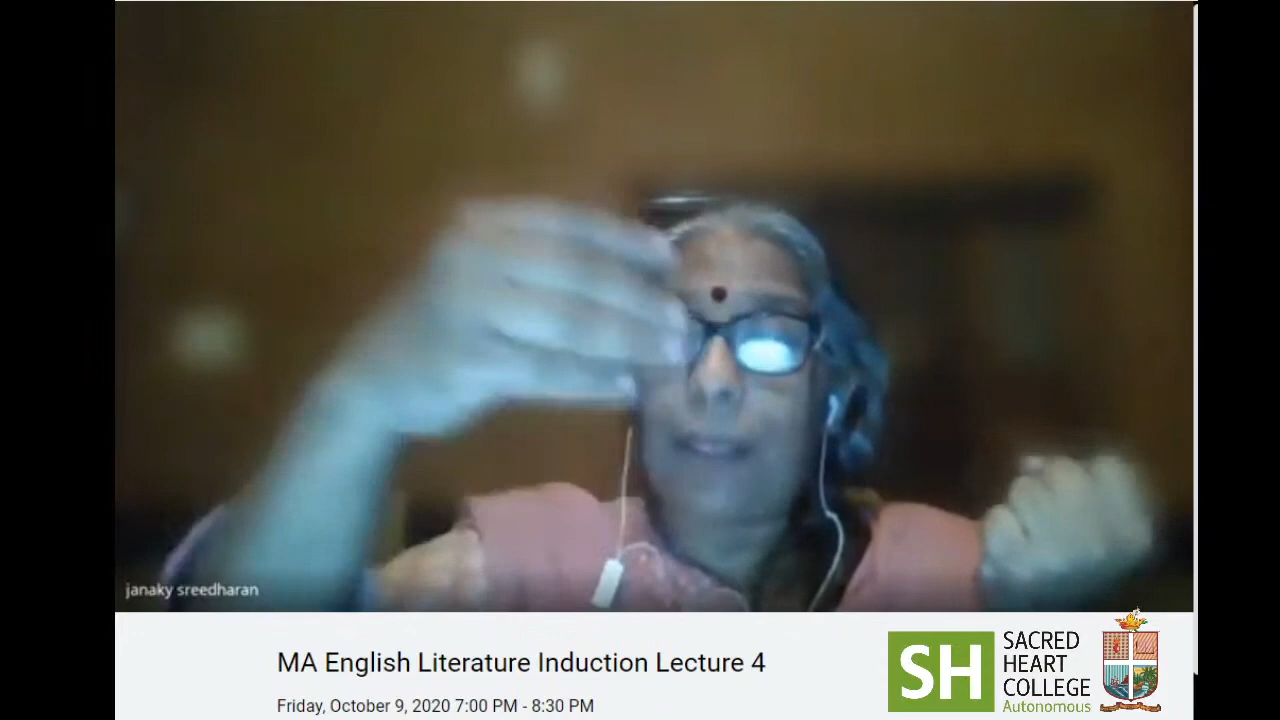 janaky sreedharan
MA English Literature Induction Lecture 4
Friday, October 9, 2020 7:00 PM - 8:30 PM
SH
SACRED
HEART
COLLEGE
Autonomous